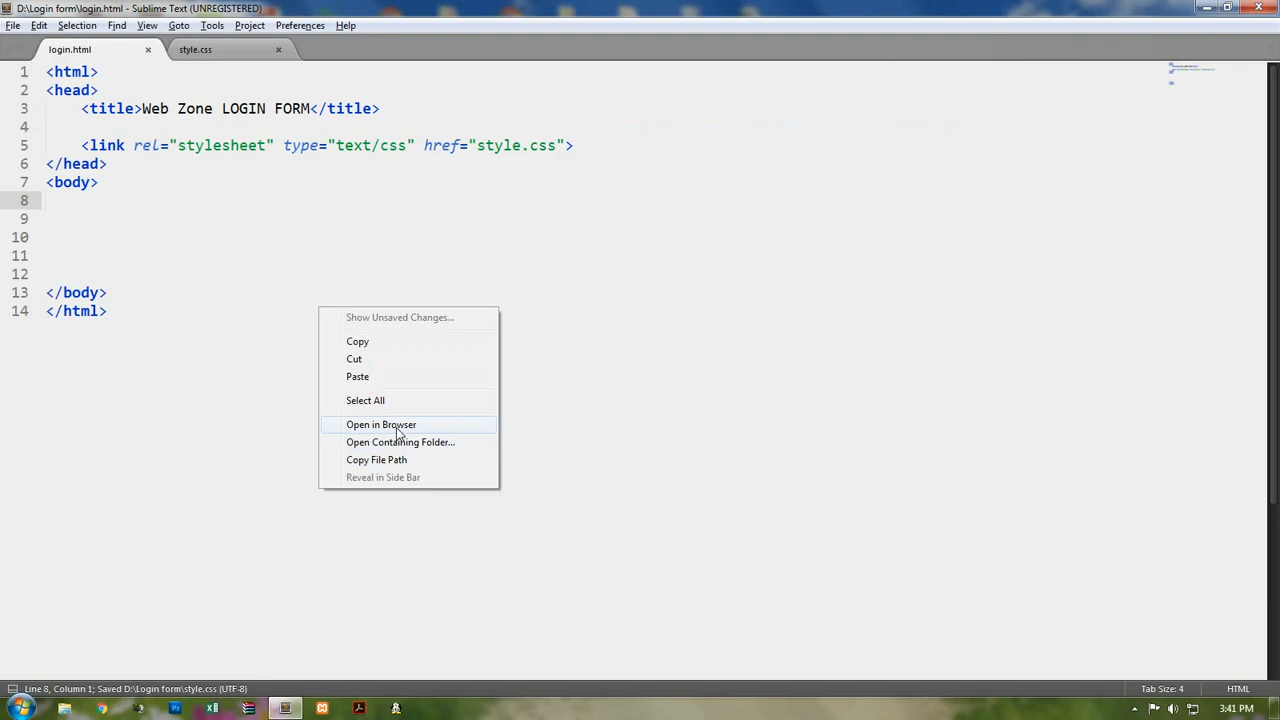 D:\Login form\login.html - Sublime Text (UNREGISTERED)
File Edit Selection Find View Goto Tools Project Preferences Help
login.html × style.css ×
1 <html>
2 <head>
3 <title>Web Zone LOGIN FORM</title>
4
5 <link rel="stylesheet" type="text/css" href="style.css">
6 </head>
7 <body>
8
9
10
11
12
13 </body>
14 </html>
Show Unsaved Changes...
Copy
Cut
Paste
Select All
Open in Browser
Open Containing Folder...
Copy File Path
Reveal in Side Bar
Line 8, Column 1; Saved D:\Login form\style.css (UTF-8) Tab Size: 4 HTML
3:41 PM